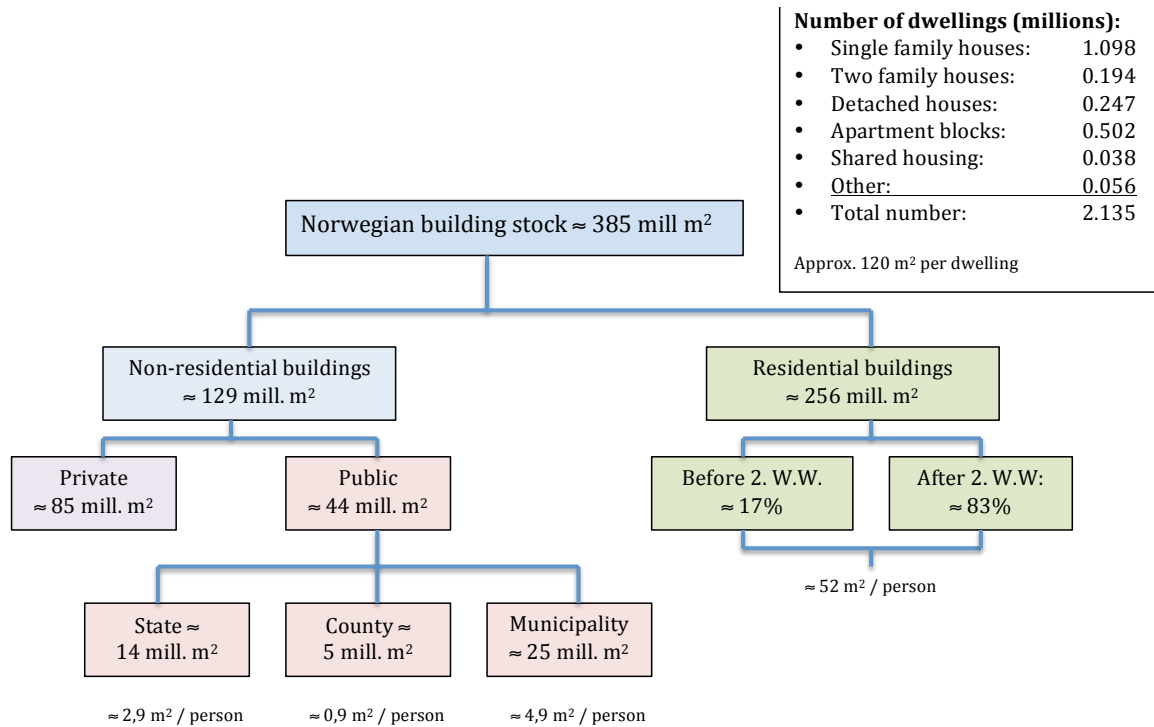 Number of dwellings (millions):
• Single family houses: 1.098
• Two family houses: 0.194
• Detached houses: 0.247
• Apartment blocks: 0.502
• Shared housing: 0.038
• Other: 0.056
• Total number: 2.135
Approx. 120 m² per dwelling
Norwegian building stock ≈ 385 mill m²
Non-residential buildings
≈ 129 mill. m²
Residential buildings
≈ 256 mill. m²
Private
≈ 85 mill. m²
Public
≈ 44 mill. m²
Before 2. W.W.
≈ 17%
After 2. W.W:
≈ 83%
≈ 52 m² / person
State ≈
14 mill. m²
County ≈
5 mill. m²
Municipality
≈ 25 mill. m²
≈ 2,9 m² / person
≈ 0,9 m² / person
≈ 4,9 m² / person